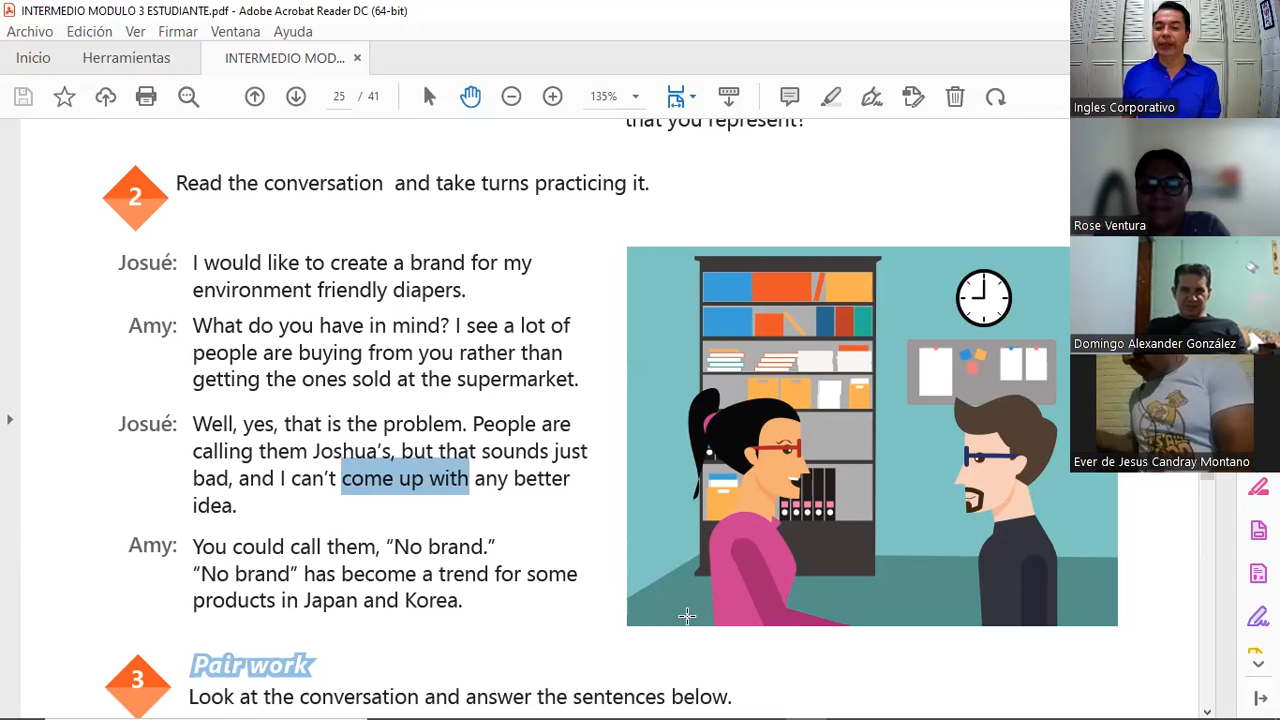 INTERMEDIO MODULO 3 ESTUDIANTE.pdf - Adobe Acrobat Reader DC (64-bit)
Archivo Edición Ver Firmar Ventana Ayuda
Inicio Herramientas INTERMEDIO MOD... ×
25 / 41 135%
that you represent?
2 Read the conversation and take turns practicing it.
Josué: I would like to create a brand for my
environment friendly diapers.
Amy: What do you have in mind? I see a lot of
people are buying from you rather than
getting the ones sold at the supermarket.
Josué: Well, yes, that is the problem. People are
calling them Joshua’s, but that sounds just
bad, and I can’t come up with any better
idea.
Amy: You could call them, “No brand.”
“No brand” has become a trend for some
products in Japan and Korea.
3 Pair work
Look at the conversation and answer the sentences below.
Ingles Corporativo
Rose Ventura
Domingo Alexander González
Ever de Jesus Candray Montano